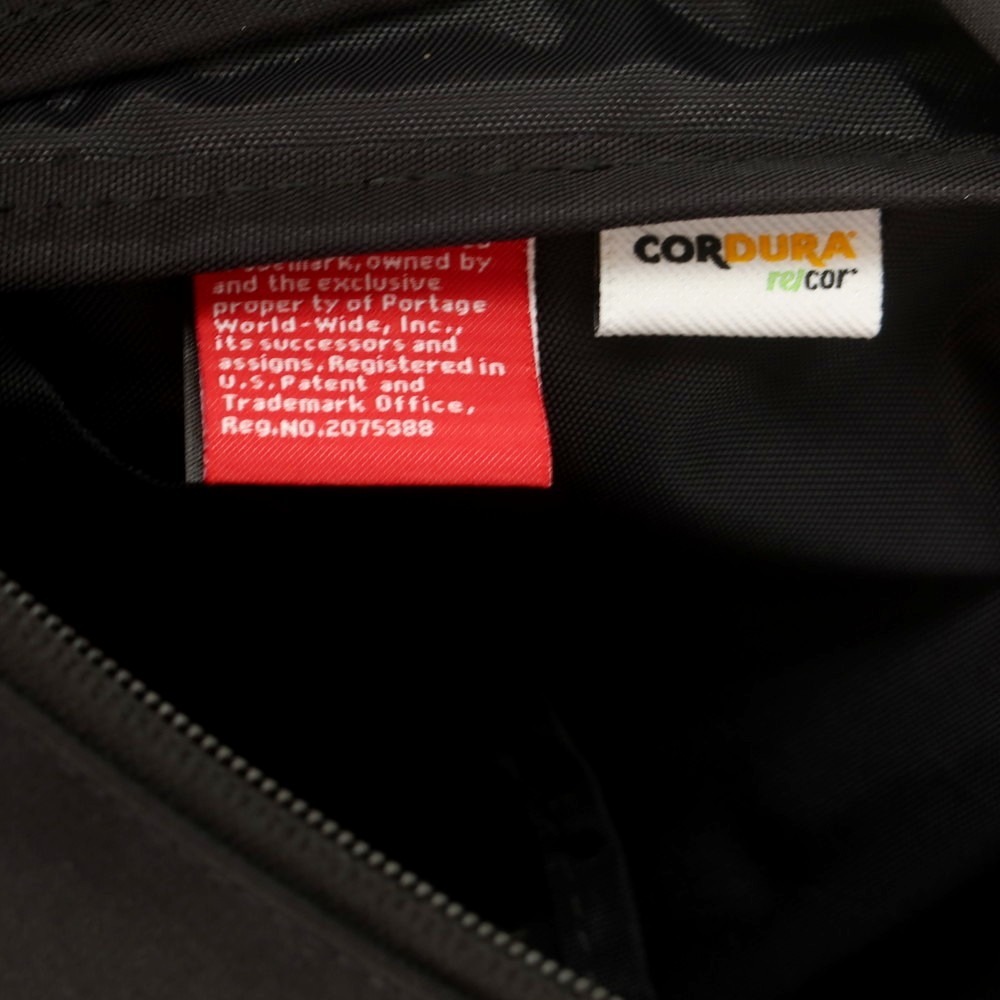 owned by
and the exclusive
proper ty of Portage
World-Wide, Inc.,
its successors and
assigns. Registered in
U.S. Patent and
Trademark Office,
Reg.NO.2075388
CORDURA®
re/cor™